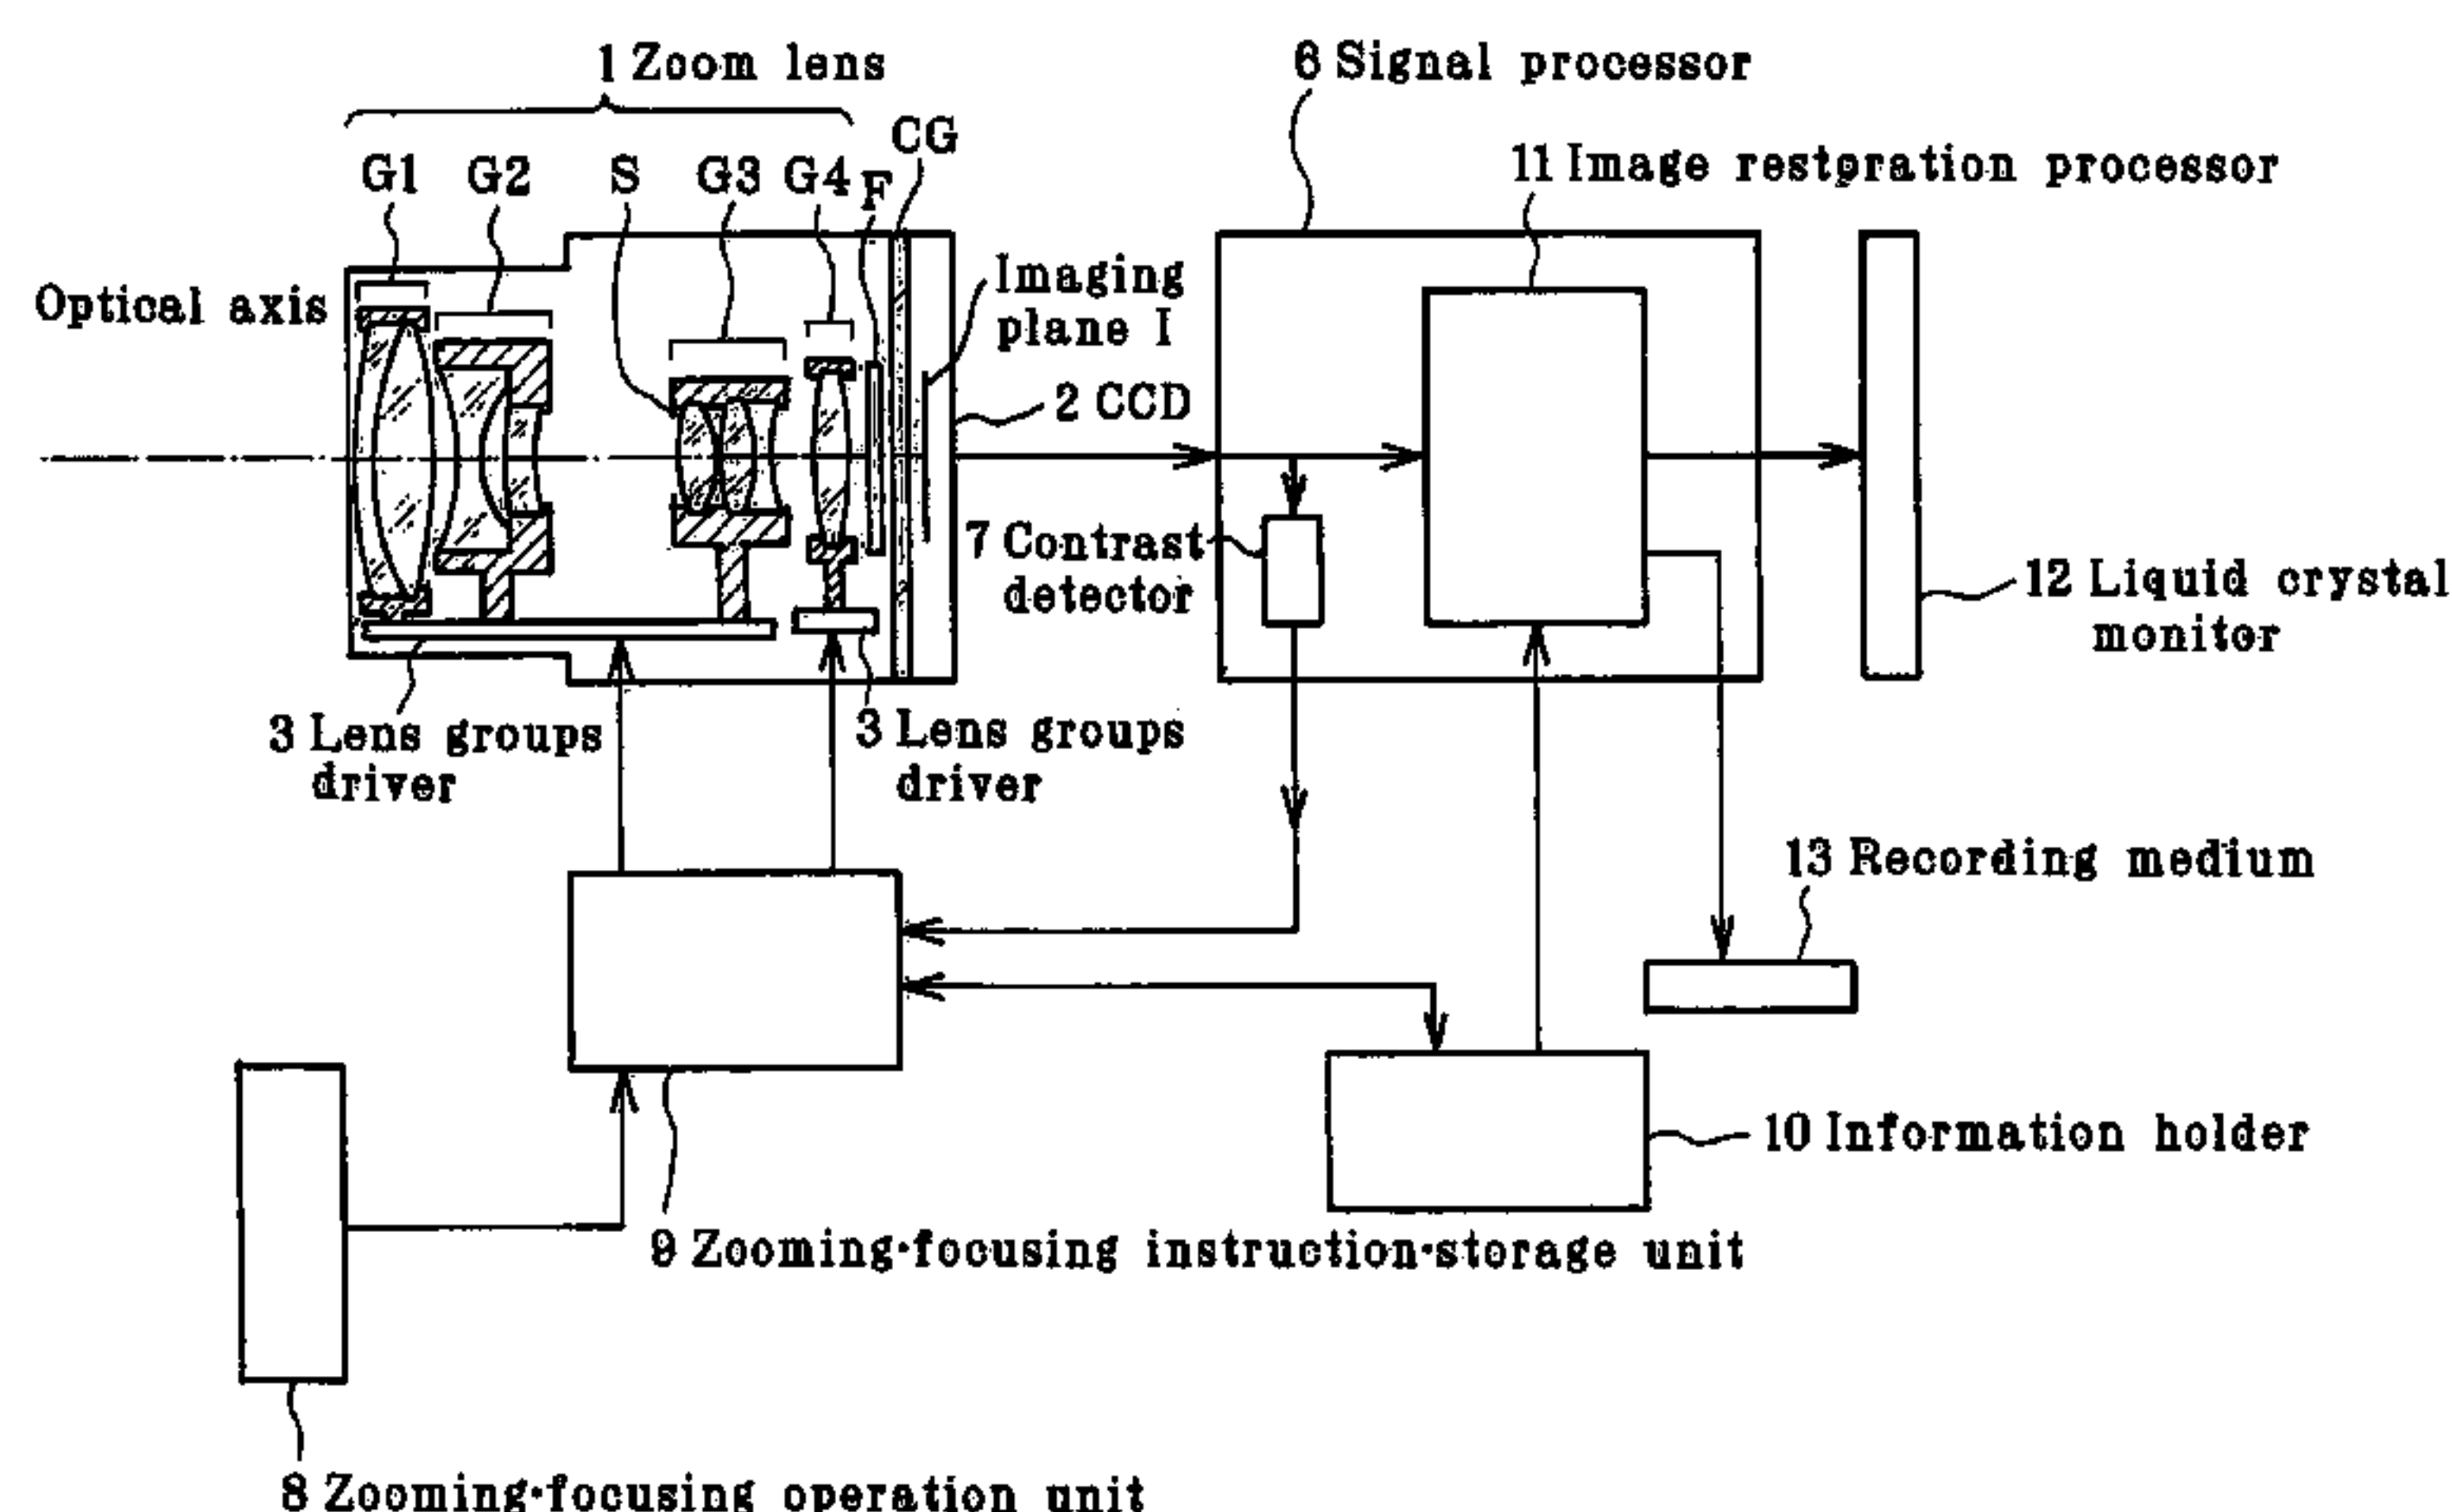 1 Zoom lens
6 Signal processor
CG
11 Image restoration processor
G1 G2 S G3 G4 F
Optical axis
Imaging
plane I
2 CCD
7 Contrast
detector
12 Liquid crystal
monitor
3 Lens groups
driver
3 Lens groups
driver
13 Recording medium
10 Information holder
9 Zooming·focusing instruction·storage unit
8 Zooming·focusing operation unit